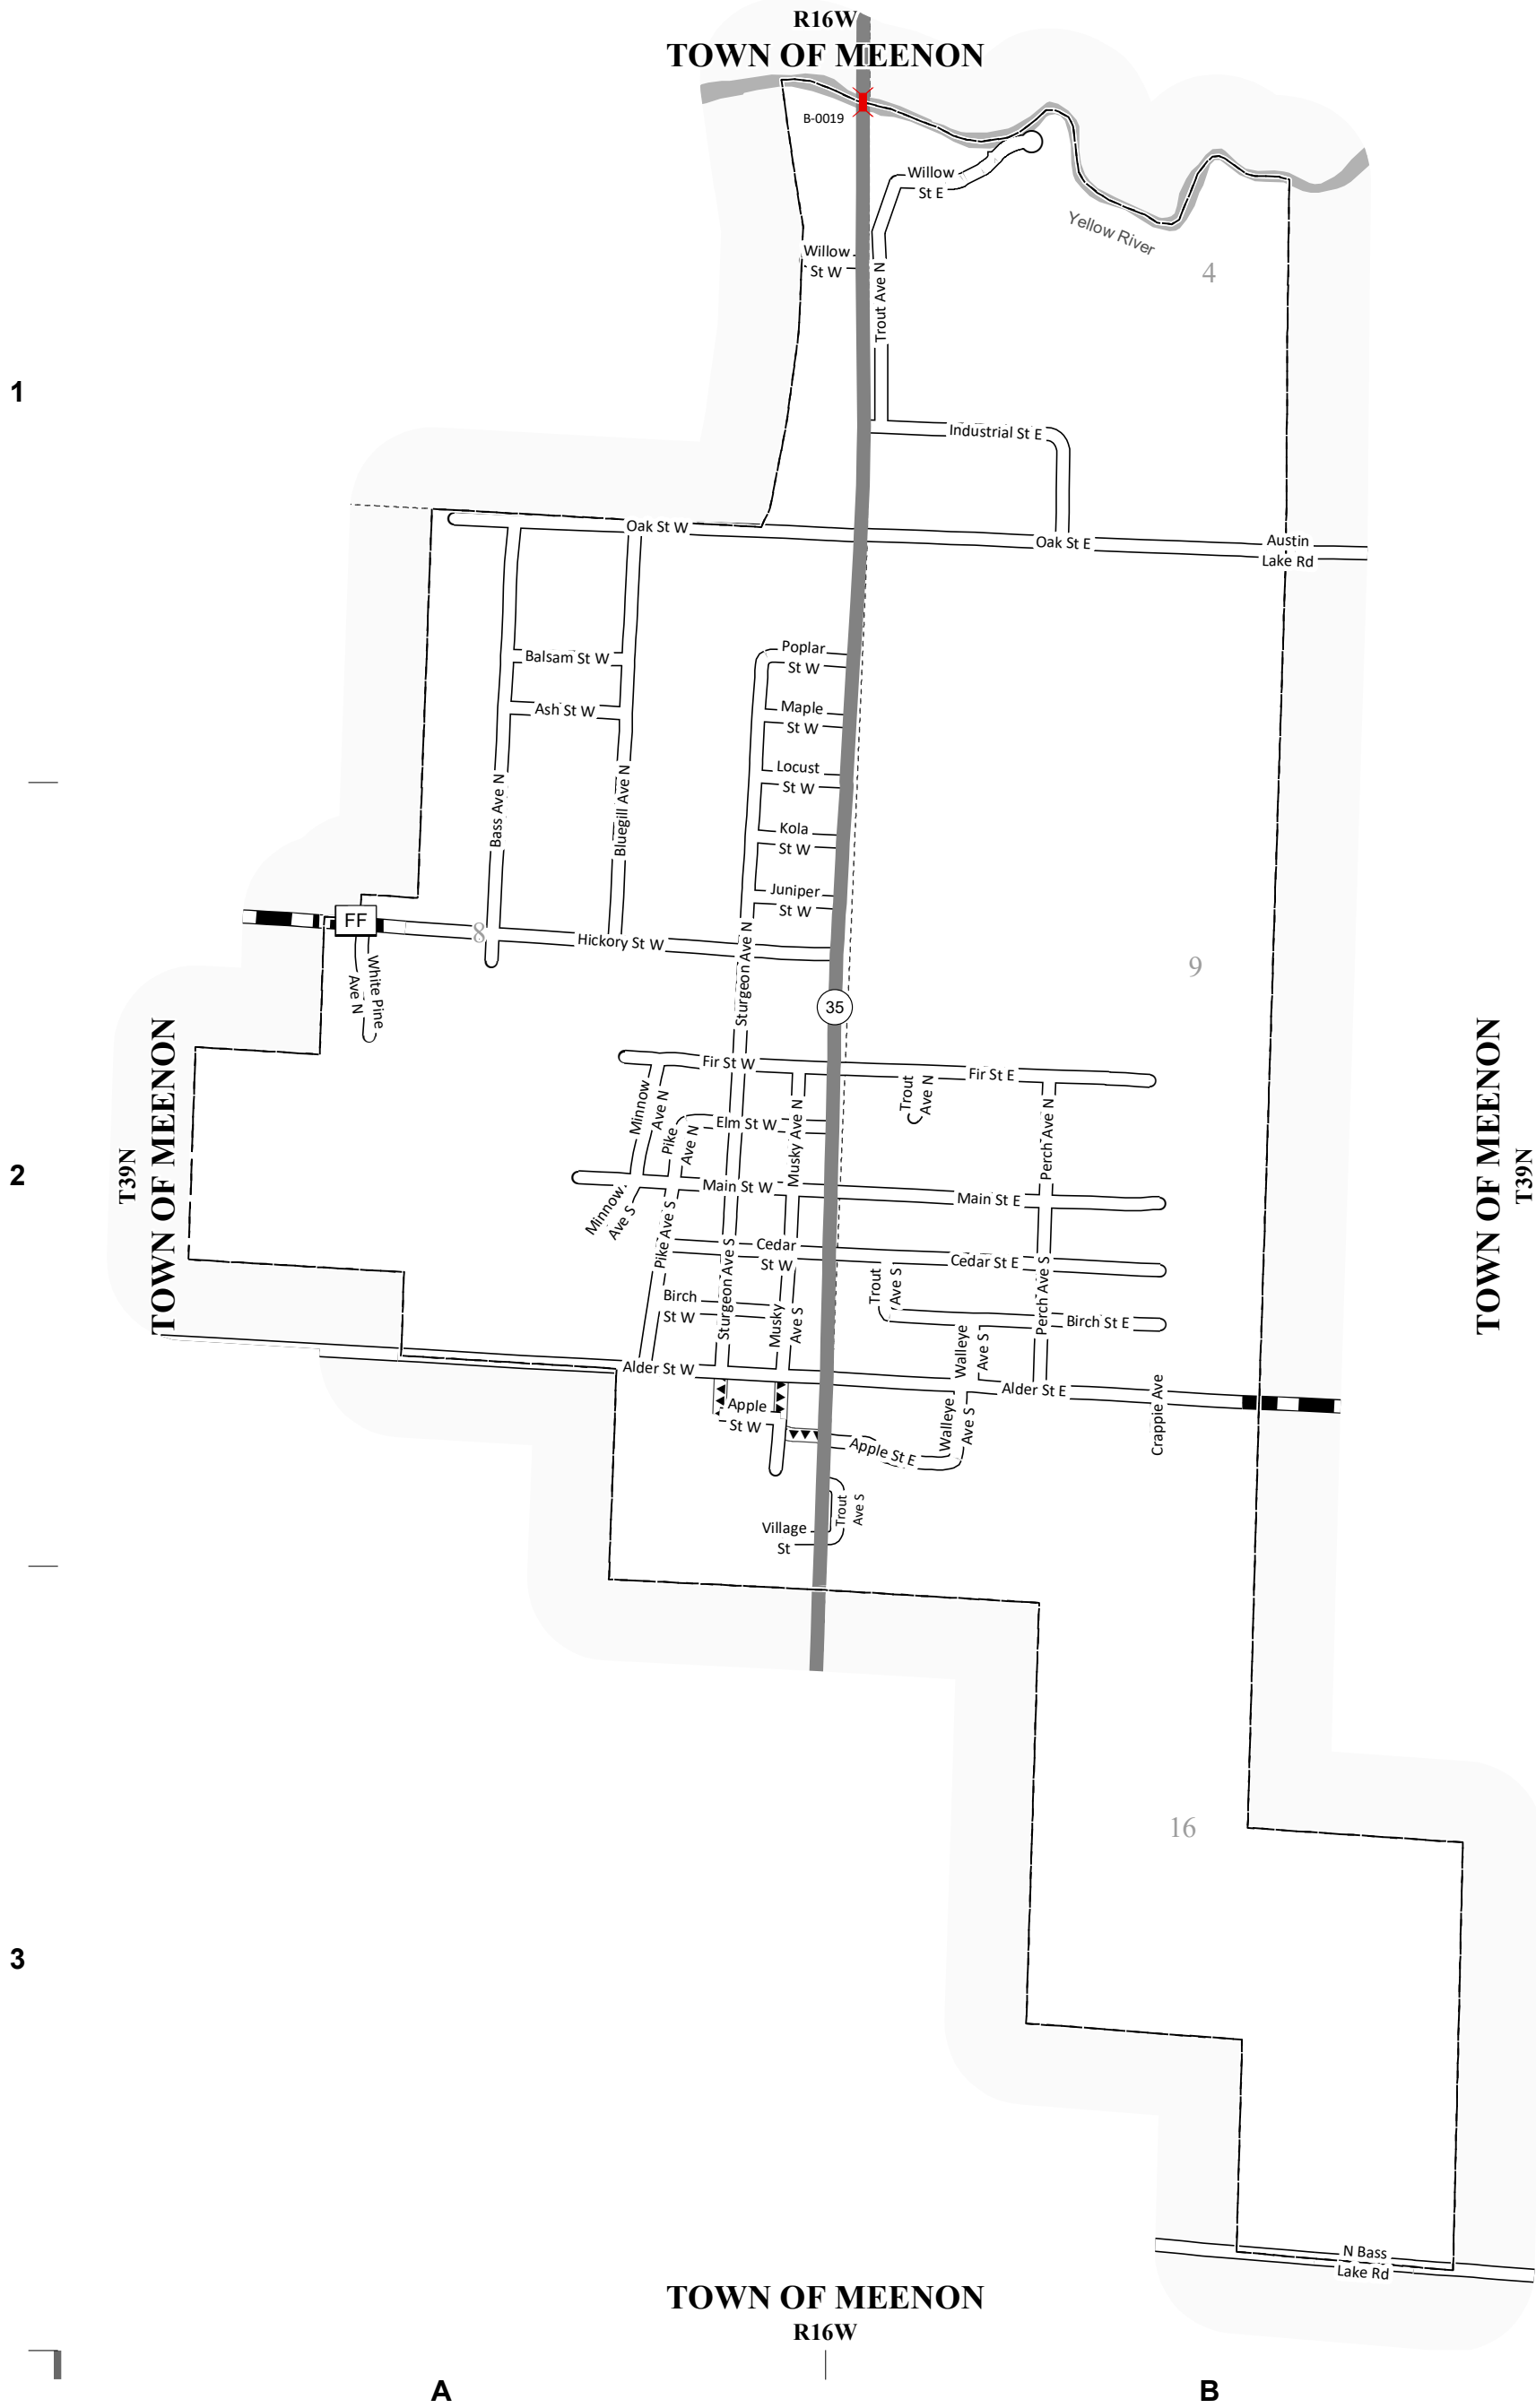 R16W
TOWN OF MEENON
B-0019
Willow
St E
Yellow River
Willow
St W
4
Trout Ave N
1
Industrial St E
Oak St W
Oak St E
Austin
Lake Rd
Poplar
St W
Balsam St W
Ash St W
Maple
St W
Locust
St W
Bass Ave N
Bluegill Ave N
Kola
St W
Juniper
St W
FF
8
Hickory St W
Sturgeon Ave N
9
White Pine
Ave N
35
Fir St W
Fir St E
Minnow
Ave N
Trout
Ave N
Pike
Ave N
Elm St W
Musky Ave N
Perch Ave N
T39N
TOWN OF MEENON
2
TOWN OF MEENON
T39N
Main St W
Main St E
Minnow
Ave S
Pike Ave S
Cedar
St W
Cedar St E
Sturgeon Ave S
Trout
Ave S
Perch Ave S
Birch
St W
Musky
Ave S
Birch St E
Walleye
Ave S
Alder St W
Alder St E
Crappie Ave
Apple
St W
Walleye
Ave S
Apple St E
Trout
Ave S
Village
St
16
3
N Bass
Lake Rd
TOWN OF MEENON
R16W
A
B